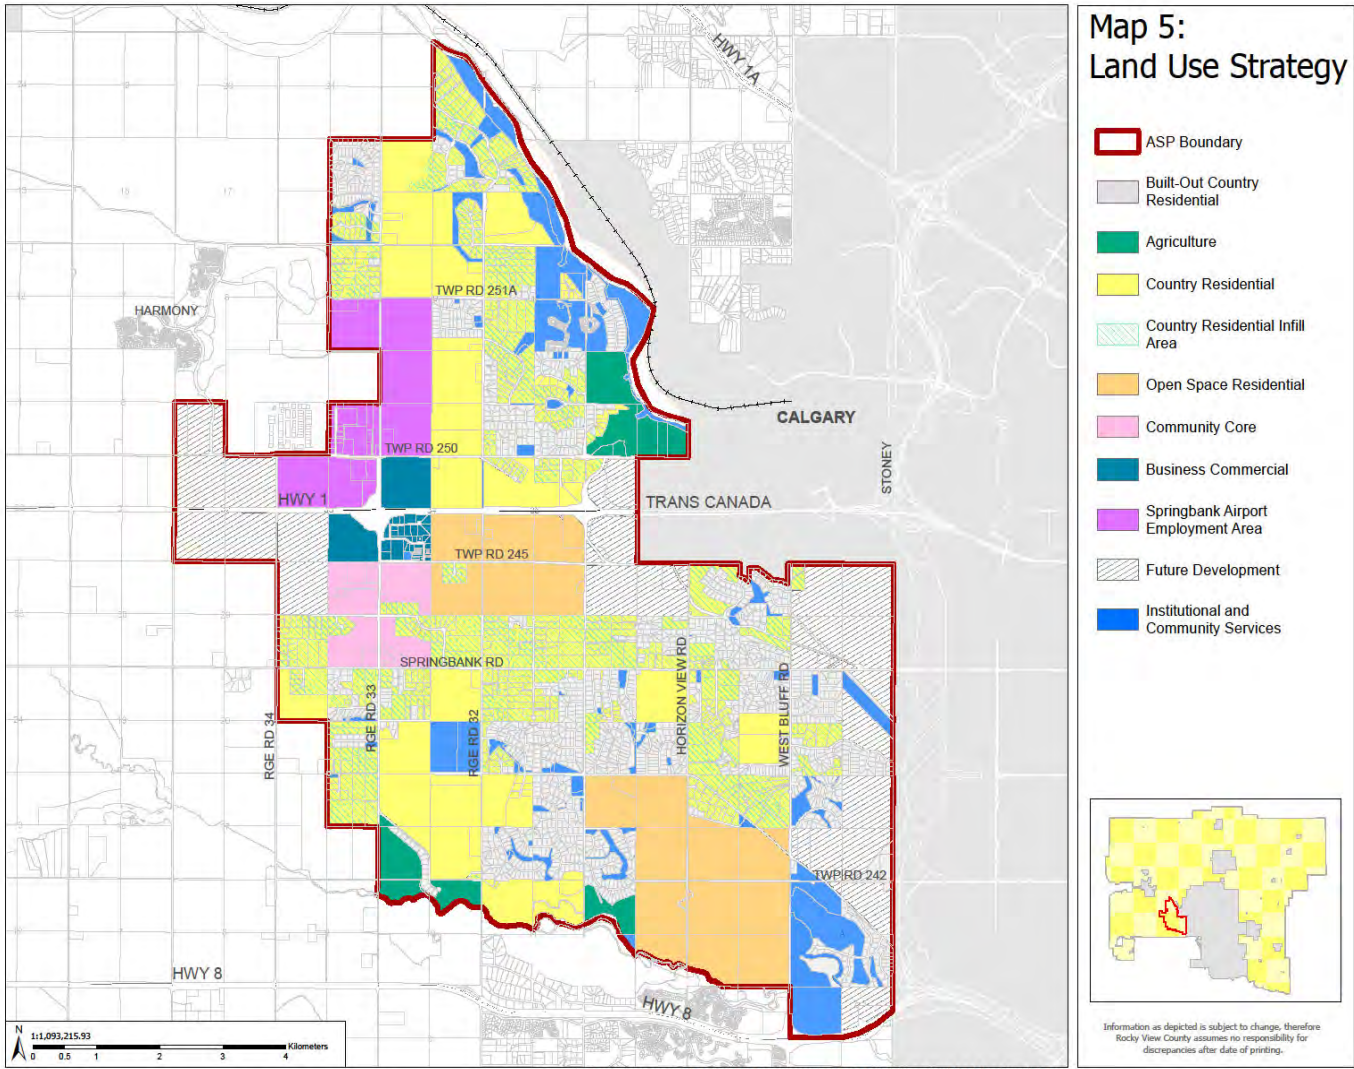 Map 5:
Land Use Strategy
ASP Boundary
Built-Out Country
Residential
Agriculture
Country Residential
Country Residential Infill
Area
Open Space Residential
Community Core
Business Commercial
Springbank Airport
Employment Area
Future Development
Institutional and
Community Services
Information as depicted is subject to change, therefore
Rocky View County assumes no responsibility for
discrepancies after date of printing.
HWY 1A
TWP RD 251A
HARMONY
CALGARY
TWP RD 250
STONEY
HWY 1
TRANS CANADA
TWP RD 245
SPRINGBANK RD
HORIZON VIEW RD
WEST BLUFF RD
RGE RD 34
RGE RD 33
RGE RD 32
TWP RD 242
HWY 8
HWY 8
N
1:1,093,215.93
0 0.5 1 2 3 4 Kilometers